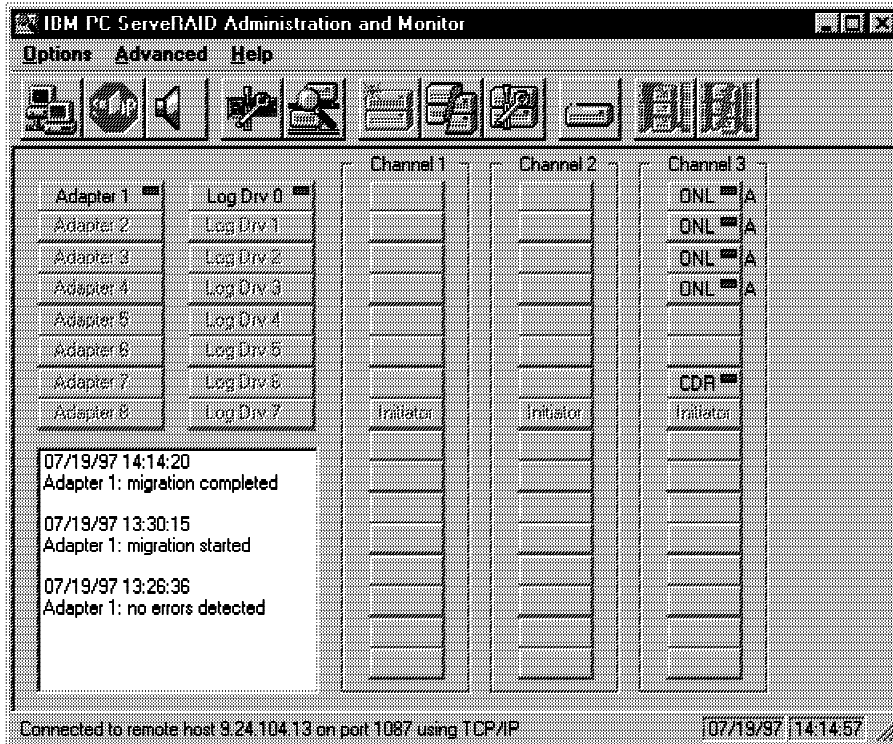 IBM PC ServeRAID Administration and Monitor
Options Advanced Help
STOP
Channel 1 Channel 2 Channel 3
Adapter 1 Log Drv 0 ONL A
Adapter 2 Log Drv 1 ONL A
Adapter 3 Log Drv 2 ONL A
Adapter 4 Log Drv 3 ONL A
Adapter 5 Log Drv 4
Adapter 6 Log Drv 5
Adapter 7 Log Drv 6 CDR
Adapter 8 Log Drv 7 Initiator Initiator Initiator
07/19/97 14:14:20
Adapter 1: migration completed
07/19/97 13:30:15
Adapter 1: migration started
07/19/97 13:26:36
Adapter 1: no errors detected
Connected to remote host 9.24.104.13 on port 1087 using TCP/IP 07/19/97 14:14:57